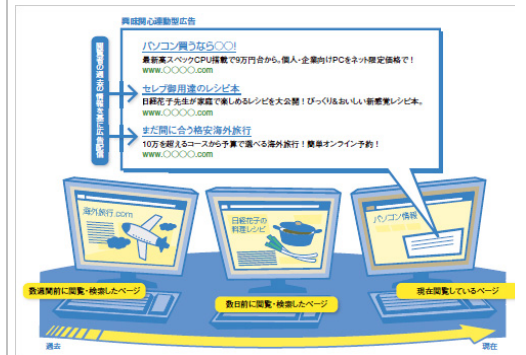 興味関心連動型広告
閲覧者の過去の情報を基に広告配信
パソコン買うなら○○!
最新高スペックCPU搭載で9万円台から。個人・企業向けPCをネット限定価格で!
www.○○○○.com
セレブ御用達のレシピ本
日経花子先生が家庭で楽しめるレシピを大公開!びっくり&おいしい新感覚レシピ本。
www.○○○○.com
まだ間に合う格安海外旅行
10万を超えるコースから予算で選べる海外旅行!簡単オンライン予約!
www.○○○○.com
海外旅行.com
日経花子の
料理レシピ
パソコン情報
数週間前に閲覧・検索したページ
数日前に閲覧・検索したページ
現在閲覧しているページ
過去
現在